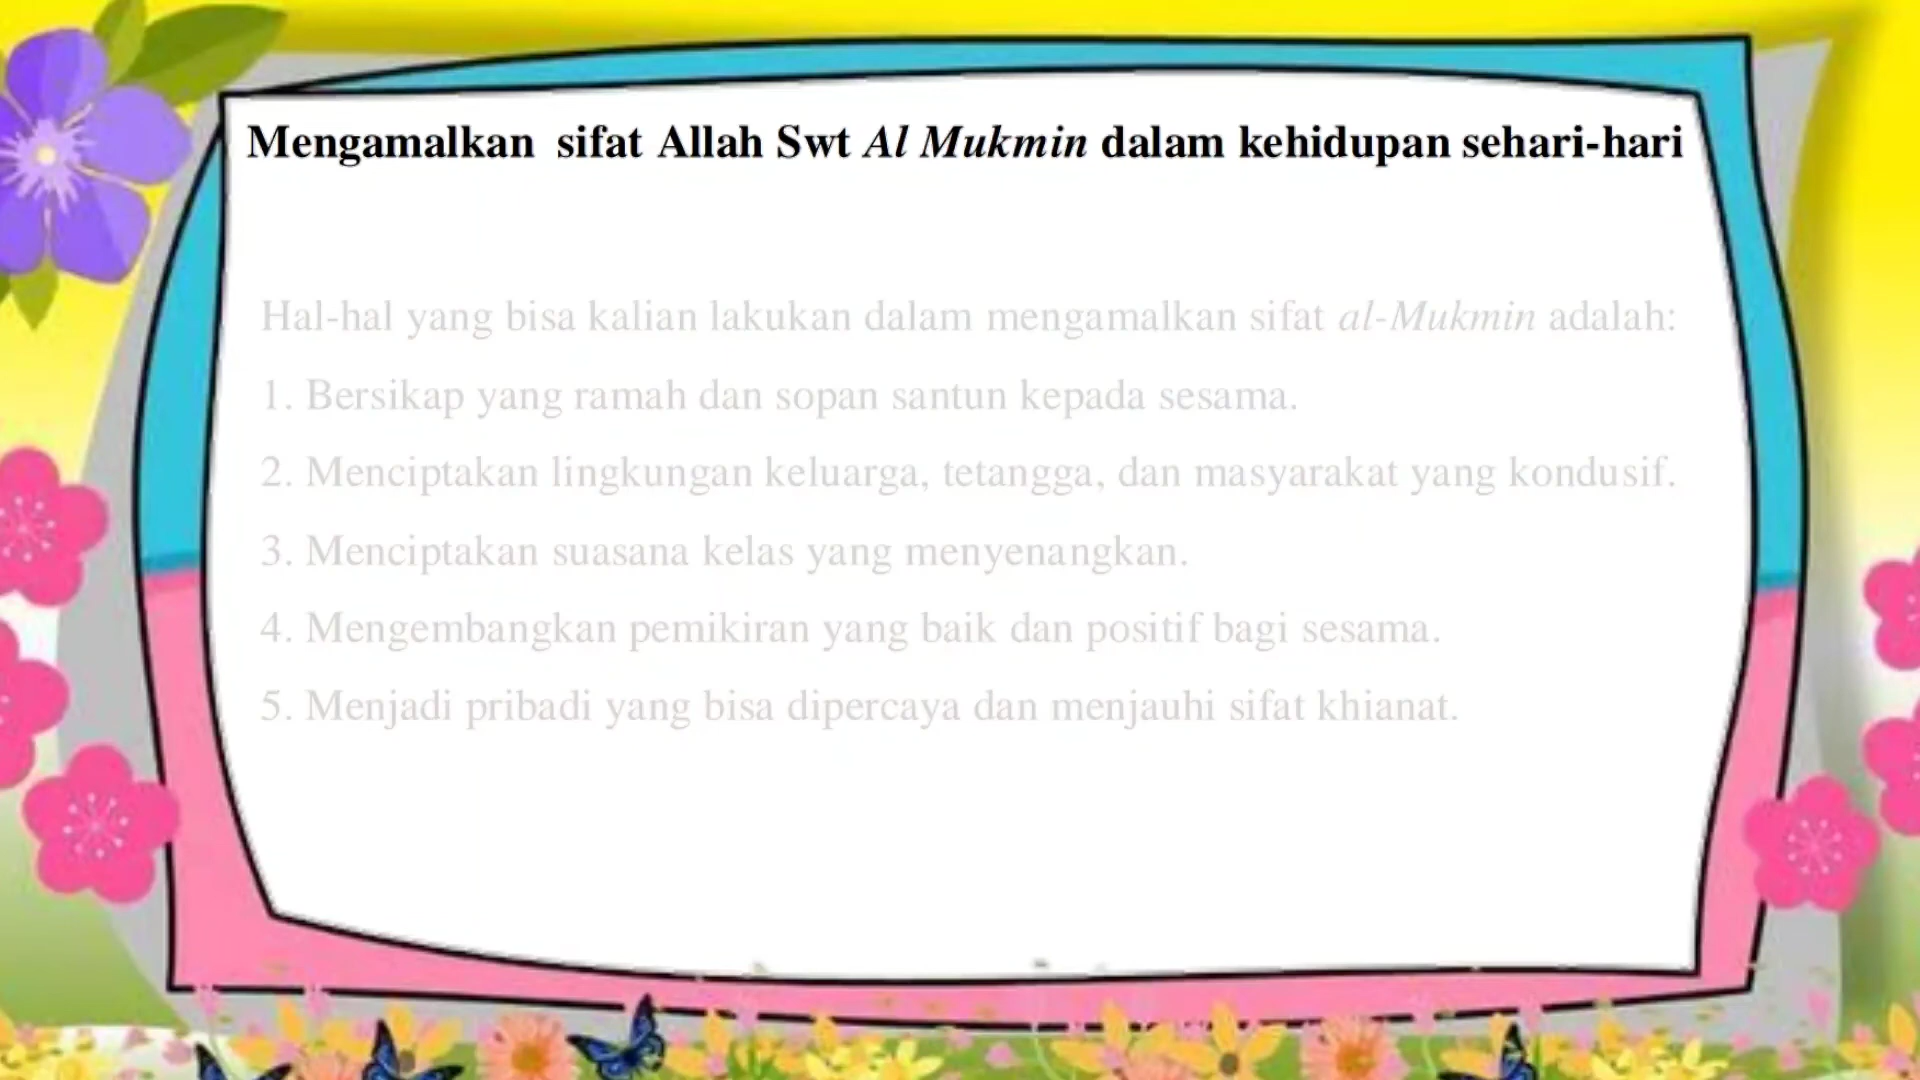 Mengamalkan sifat Allah Swt Al Mukmin dalam kehidupan sehari-hari
Hal-hal yang bisa kalian lakukan dalam mengamalkan sifat al-Mukmin adalah:
1. Bersikap yang ramah dan sopan santun kepada sesama.
2. Menciptakan lingkungan keluarga, tetangga, dan masyarakat yang kondusif.
3. Menciptakan suasana kelas yang menyenangkan.
4. Mengembangkan pemikiran yang baik dan positif bagi sesama.
5. Menjadi pribadi yang bisa dipercaya dan menjauhi sifat khianat.